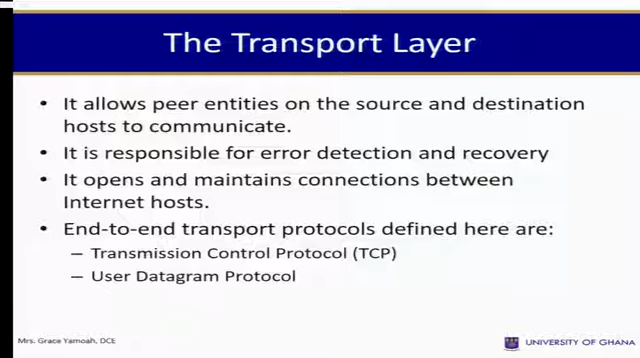 The Transport Layer
• It allows peer entities on the source and destination
hosts to communicate.
• It is responsible for error detection and recovery
• It opens and maintains connections between
Internet hosts.
• End-to-end transport protocols defined here are:
– Transmission Control Protocol (TCP)
– User Datagram Protocol
Mrs. Grace Yamoah, DCE
UNIVERSITY OF GHANA